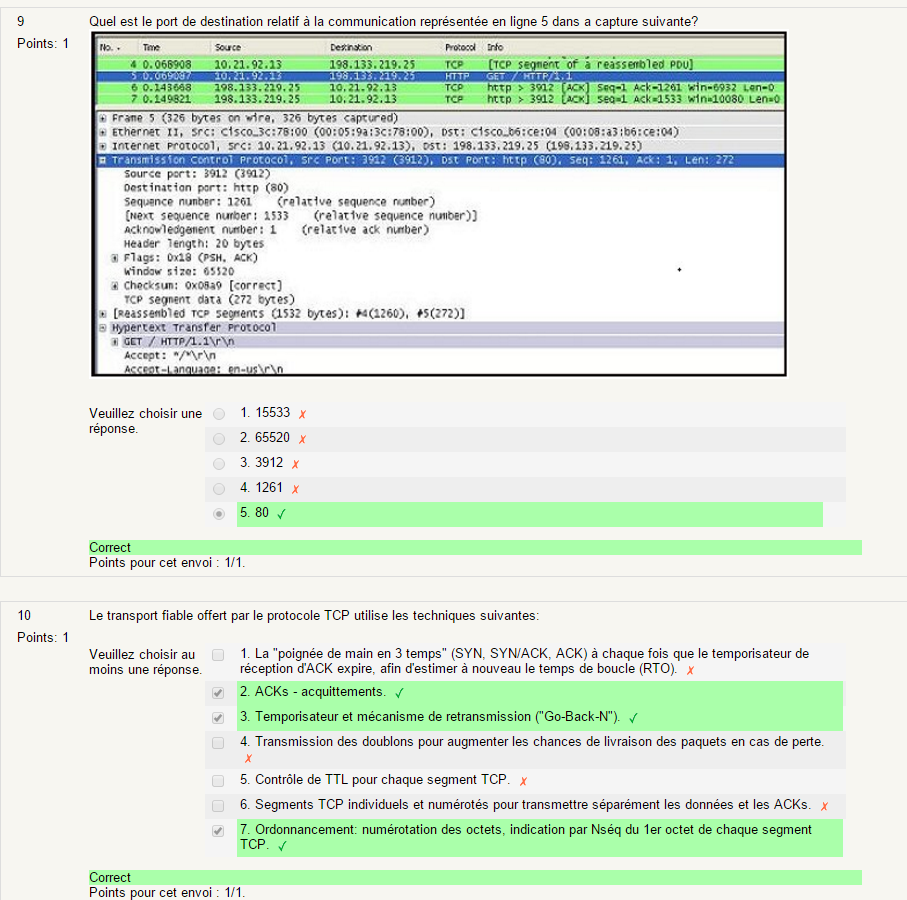 9
Quel est le port de destination relatif à la communication représentée en ligne 5 dans a capture suivante?
Points: 1
No. - Time Source Destination Protocol Info
4 0.068908 10.21.92.13 198.133.219.25 TCP [TCP segment of a reassembled PDU]
5 0.069087 10.21.92.13 198.133.219.25 HTTP GET / HTTP/1.1
6 0.143668 198.133.219.25 10.21.92.13 TCP http > 3912 [ACK] Seq=1 Ack=1261 Win=6932 Len=0
7 0.149821 198.133.219.25 10.21.92.13 TCP http > 3912 [ACK] Seq=1 Ack=1533 Win=10080 Len=0
Frame 5 (326 bytes on wire, 326 bytes captured)
Ethernet II, Src: Cisco_3c:78:00 (00:05:9a:3c:78:00), Dst: Cisco_b6:ce:04 (00:08:a3:b6:ce:04)
Internet Protocol, Src: 10.21.92.13 (10.21.92.13), Dst: 198.133.219.25 (198.133.219.25)
Transmission Control Protocol, Src Port: 3912 (3912), Dst Port: http (80), Seq: 1261, Ack: 1, Len: 272
Source port: 3912 (3912)
Destination port: http (80)
Sequence number: 1261 (relative sequence number)
[Next sequence number: 1533 (relative sequence number)]
Acknowledgement number: 1 (relative ack number)
Header length: 20 bytes
Flags: 0x18 (PSH, ACK)
Window size: 65520
Checksum: 0x08a9 [correct]
TCP segment data (272 bytes)
[Reassembled TCP Segments (1532 bytes): #4(1260), #5(272)]
Hypertext Transfer Protocol
GET / HTTP/1.1\r\n
Accept: */*\r\n
Accept-Language: en-us\r\n
Veuillez choisir une réponse.
1. 15533 ✗
2. 65520 ✗
3. 3912 ✗
4. 1261 ✗
5. 80 ✓
Correct
Points pour cet envoi : 1/1.
10
Le transport fiable offert par le protocole TCP utilise les techniques suivantes:
Points: 1
Veuillez choisir au moins une réponse.
1. La "poignée de main en 3 temps" (SYN, SYN/ACK, ACK) à chaque fois que le temporisateur de
réception d'ACK expire, afin d'estimer à nouveau le temps de boucle (RTO). ✗
2. ACKs - acquittements. ✓
3. Temporisateur et mécanisme de retransmission ("Go-Back-N"). ✓
4. Transmission des doublons pour augmenter les chances de livraison des paquets en cas de perte.
✗
5. Contrôle de TTL pour chaque segment TCP. ✗
6. Segments TCP individuels et numérotés pour transmettre séparément les données et les ACKs. ✗
7. Ordonnancement: numérotation des octets, indication par Nséq du 1er octet de chaque segment
TCP. ✓
Correct
Points pour cet envoi : 1/1.